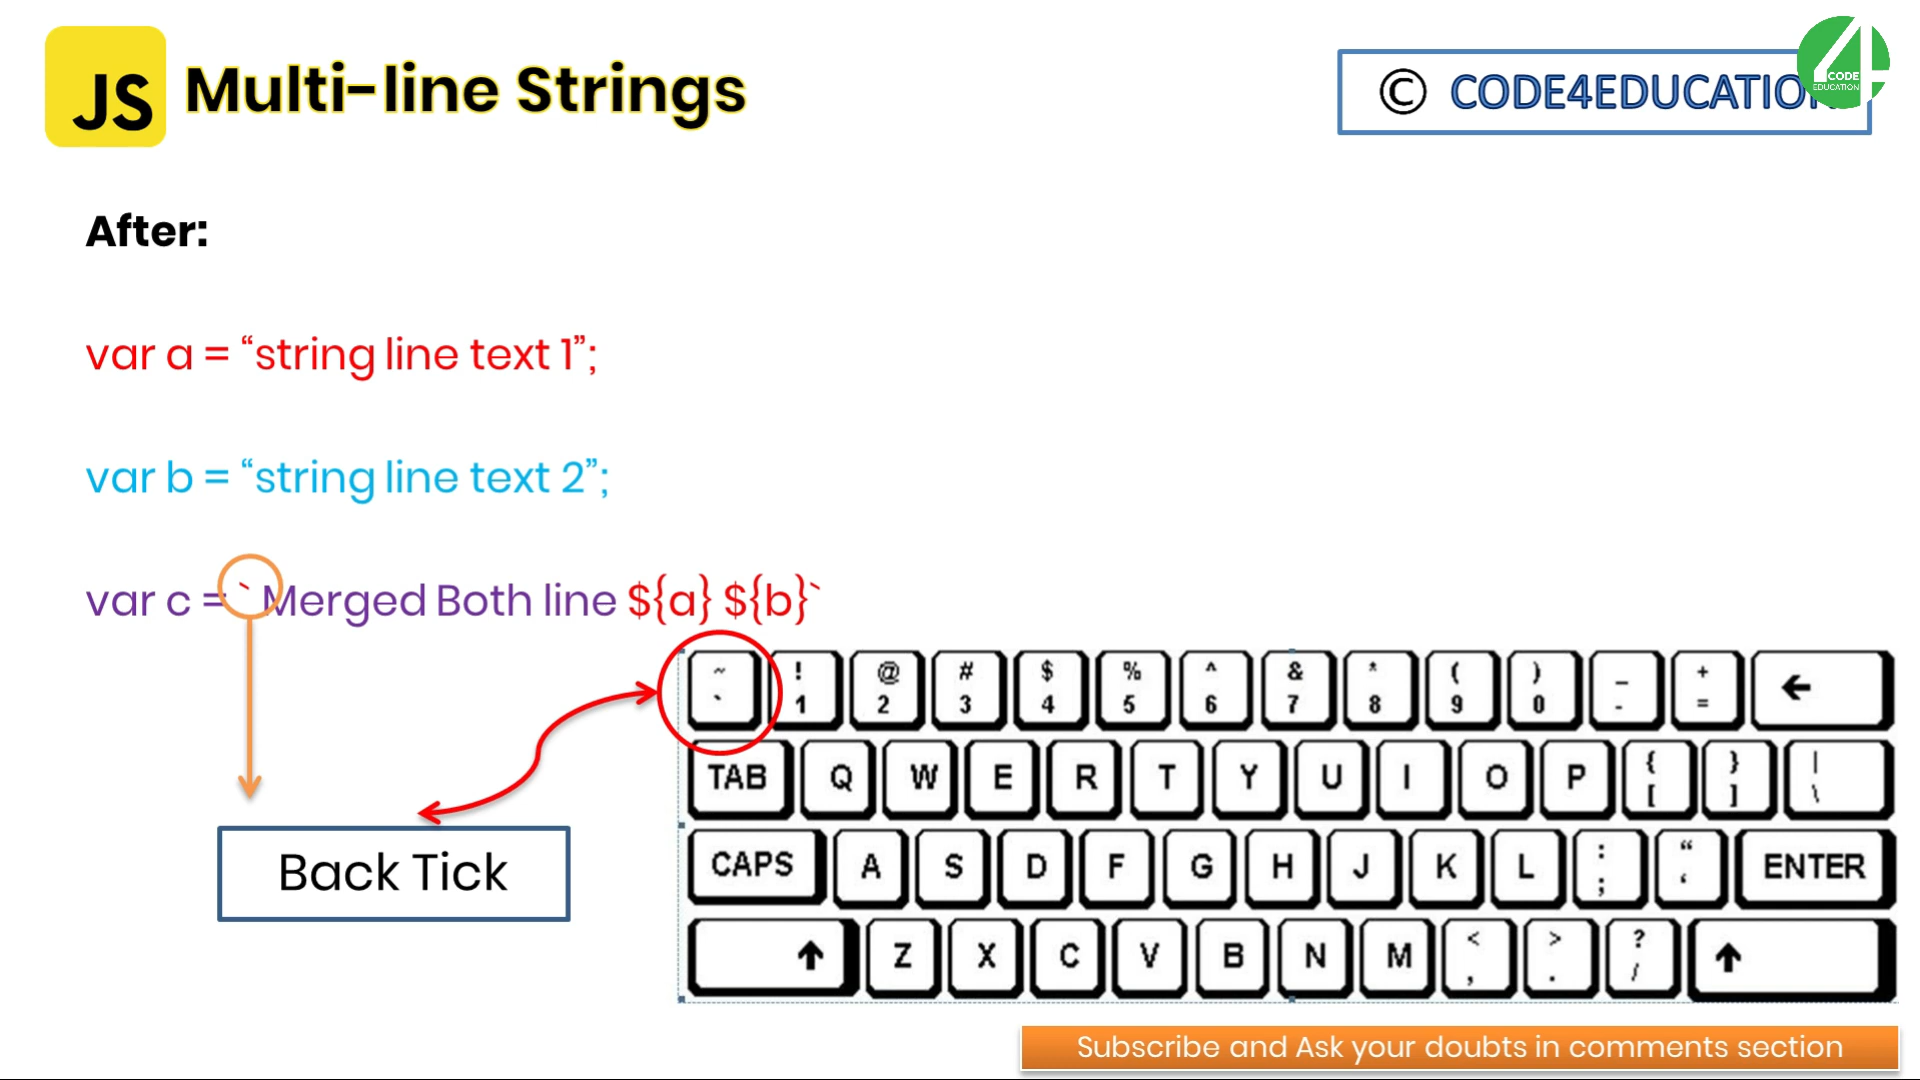 JS Multi-line Strings
© CODE4EDUCATIO
CODE
EDUCATION
After:
var a = “string line text 1”;
var b = “string line text 2”;
var c = ` Merged Both line ${a} ${b}`
Back Tick
~ ! @ # $ % ^ & * ( ) _ +
` 1 2 3 4 5 6 7 8 9 0 - = ←
TAB Q W E R T Y U I O P { [ } ] | \
CAPS A S D F G H J K L : ; “ ‘ ENTER
↑ Z X C V B N M < , > . ? / ↑
Subscribe and Ask your doubts in comments section